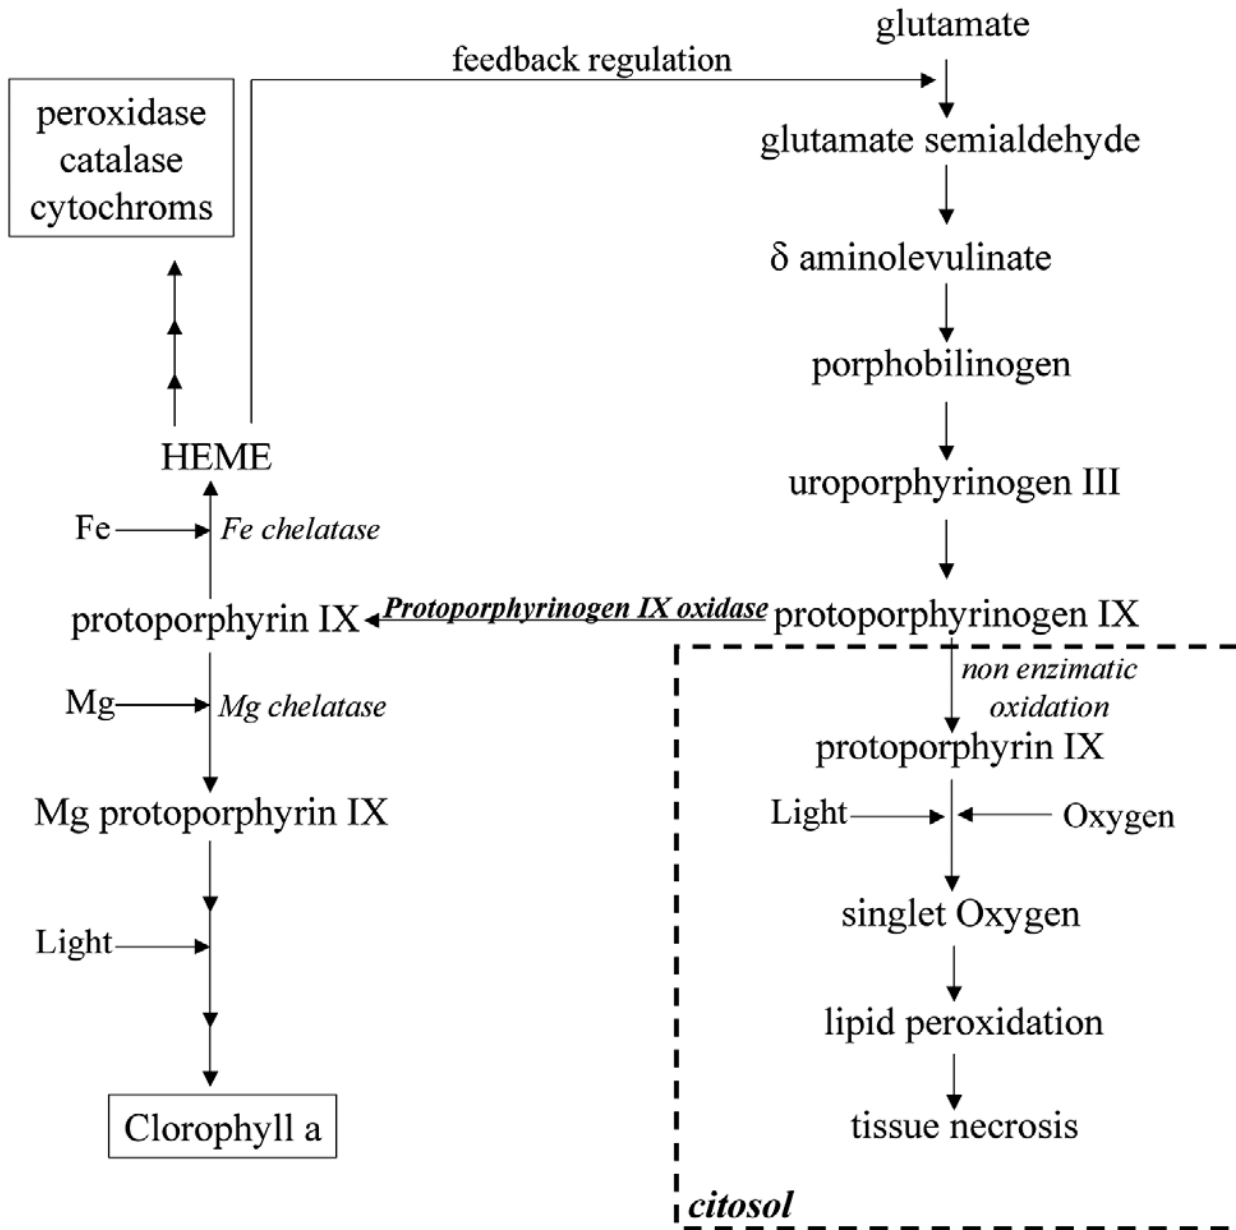 glutamate
feedback regulation
peroxidase
catalase
cytochroms
glutamate semialdehyde
δ aminolevulinate
porphobilinogen
HEME
uroporphyrinogen III
Fe
Fe chelatase
protoporphyrin IX
Protoporphyrinogen IX oxidase
protoporphyrinogen IX
non enzimatic
oxidation
Mg
Mg chelatase
protoporphyrin IX
Mg protoporphyrin IX
Light
Oxygen
singlet Oxygen
Light
lipid peroxidation
Clorophyll a
tissue necrosis
citosol